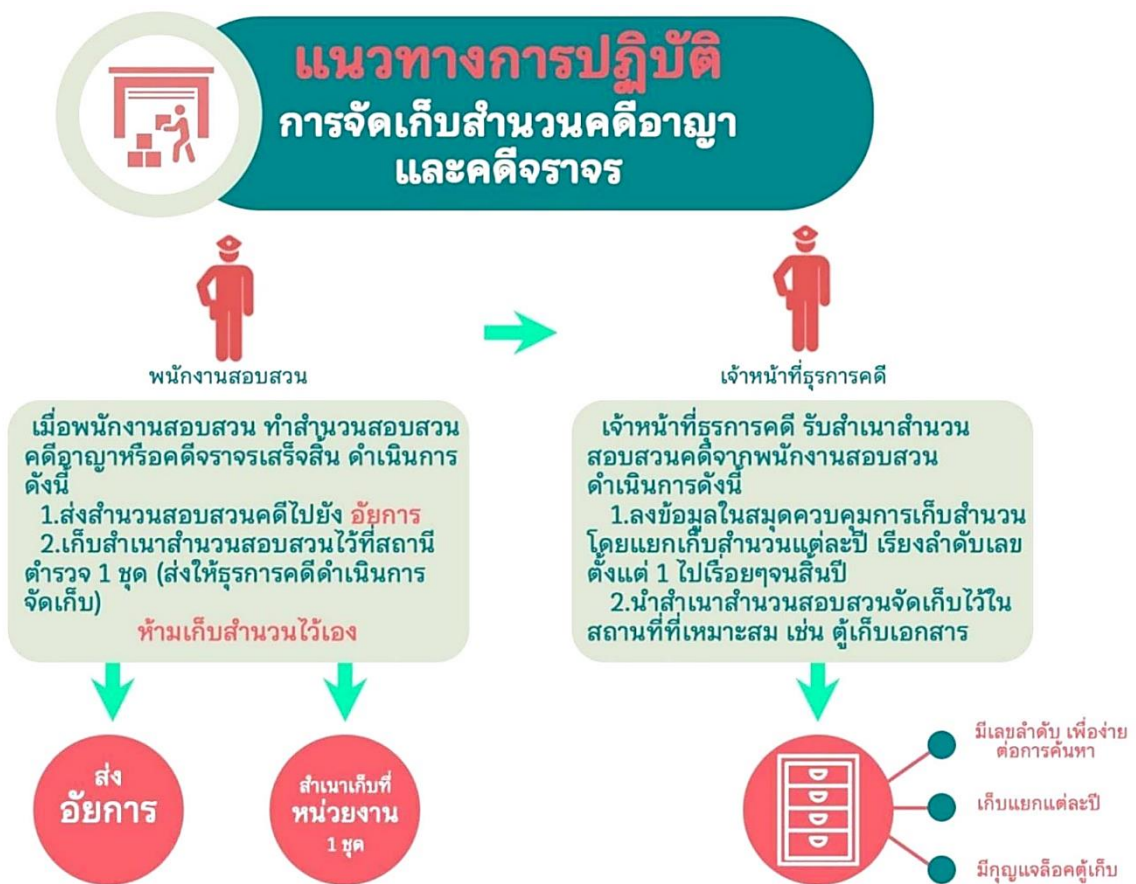 แนวทางการปฏิบัติ
การจัดเก็บสำนวนคดีอาญา
และคดีจราจร
พนักงานสอบสวน
เมื่อพนักงานสอบสวน ทำสำนวนสอบสวน
คดีอาญาหรือคดีจราจรเสร็จสิ้น ดำเนินการ
ดังนี้
1.ส่งสำนวนสอบสวนคดีไปยัง อัยการ
2.เก็บสำเนาสำนวนสอบสวนไว้ที่สถานี
ตำรวจ 1 ชุด (ส่งให้ธุรการคดีดำเนินการ
จัดเก็บ)
ห้ามเก็บสำนวนไว้เอง
ส่ง
อัยการ
สำเนาเก็บที่
หน่วยงาน
1 ชุด
เจ้าหน้าที่ธุรการคดี
เจ้าหน้าที่ธุรการคดี รับสำเนาสำนวน
สอบสวนคดีจากพนักงานสอบสวน
ดำเนินการดังนี้
1.ลงข้อมูลในสมุดควบคุมการเก็บสำนวน
โดยแยกเก็บสำนวนแต่ละปี เรียงลำดับเลข
ตั้งแต่ 1 ไปเรื่อยๆจนสิ้นปี
2.นำสำเนาสำนวนสอบสวนจัดเก็บไว้ใน
สถานที่ที่เหมาะสม เช่น ตู้เก็บเอกสาร
มีเลขลำดับ เพื่อง่าย
ต่อการค้นหา
เก็บแยกแต่ละปี
มีกุญแจล็อคตู้เก็บ